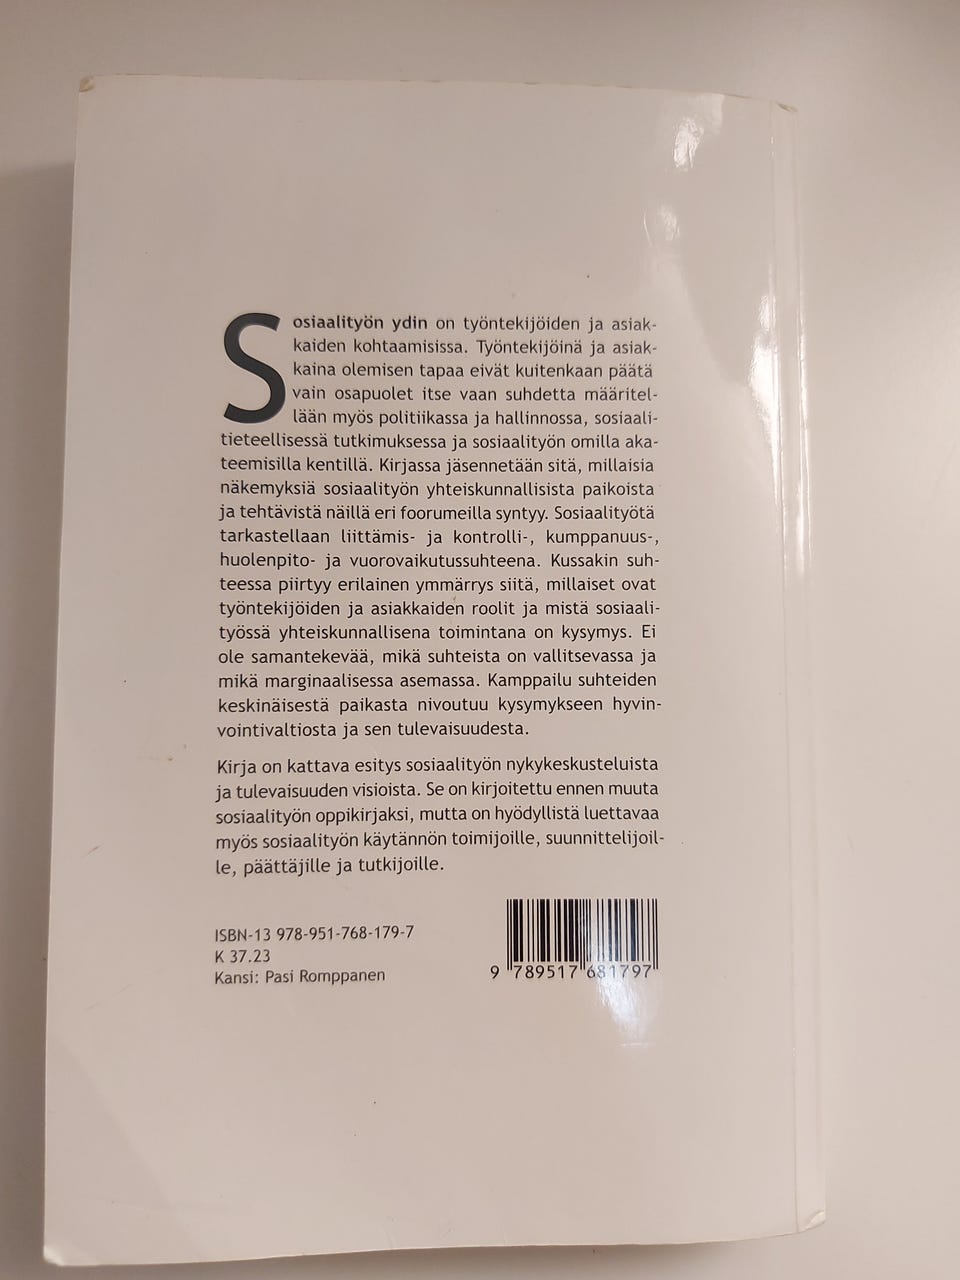 Sosiaalityön ydin on työntekijöiden ja asiak-
kaiden kohtaamisissa. Työntekijöinä ja asiak-
kaina olemisen tapaa eivät kuitenkaan päätä
vain osapuolet itse vaan suhdetta määritel-
lään myös politiikassa ja hallinnossa, sosiaali-
tieteellisessä tutkimuksessa ja sosiaalityön omilla aka-
teemisilla kentillä. Kirjassa jäsennetään sitä, millaisia
näkemyksiä sosiaalityön yhteiskunnallisista paikoista
ja tehtävistä näillä eri foorumeilla syntyy. Sosiaalityötä
tarkastellaan liittämis- ja kontrolli-, kumppanuus-,
huolenpito- ja vuorovaikutussuhteena. Kussakin suh-
teessa piirtyy erilainen ymmärrys siitä, millaiset ovat
työntekijöiden ja asiakkaiden roolit ja mistä sosiaali-
työssä yhteiskunnallisena toimintana on kysymys. Ei
ole samantekevää, mikä suhteista on vallitsevassa ja
mikä marginaalisessa asemassa. Kamppailu suhteiden
keskinäisestä paikasta nivoutuu kysymykseen hyvin-
vointivaltiosta ja sen tulevaisuudesta.
Kirja on kattava esitys sosiaalityön nykykeskusteluista
ja tulevaisuuden visioista. Se on kirjoitettu ennen muuta
sosiaalityön oppikirjaksi, mutta on hyödyllistä luettavaa
myös sosiaalityön käytännön toimijoille, suunnittelijoil-
le, päättäjille ja tutkijoille.
ISBN-13 978-951-768-179-7
K 37.23
Kansi: Pasi Romppanen
9 789517 681797